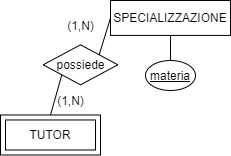 (1,N)
SPECIALIZZAZIONE
possiede
materia
(1,N)
TUTOR